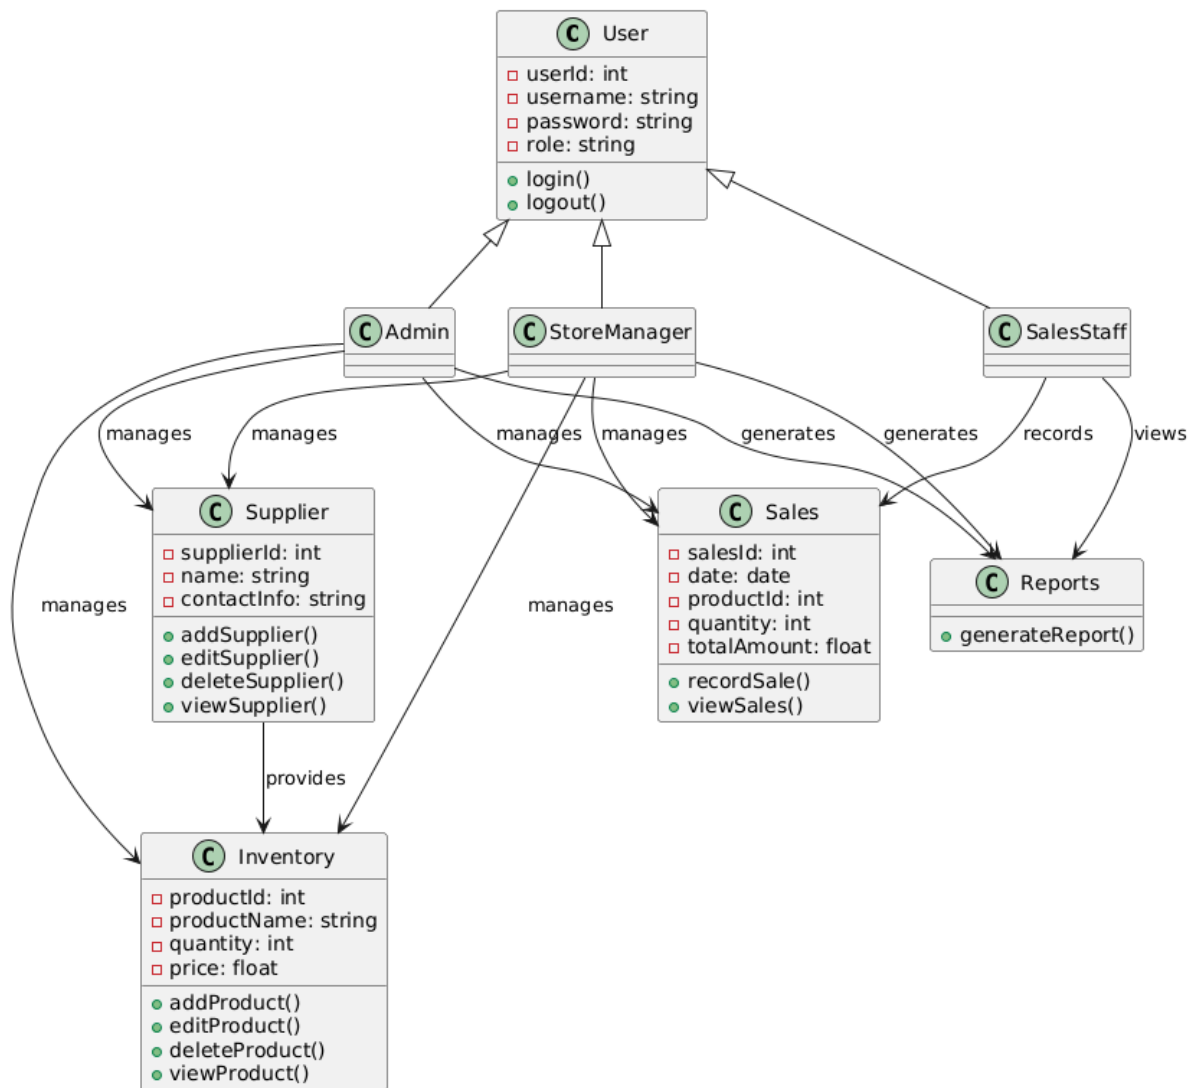 C User
userId: int
username: string
password: string
role: string
login()
logout()
C Admin
C StoreManager
C SalesStaff
manages
manages
manages
manages
generates
generates
records
views
C Supplier
supplierId: int
name: string
contactInfo: string
addSupplier()
editSupplier()
deleteSupplier()
viewSupplier()
C Sales
salesId: int
date: date
productId: int
quantity: int
totalAmount: float
recordSale()
viewSales()
C Reports
generateReport()
manages
manages
provides
C Inventory
productId: int
productName: string
quantity: int
price: float
addProduct()
editProduct()
deleteProduct()
viewProduct()